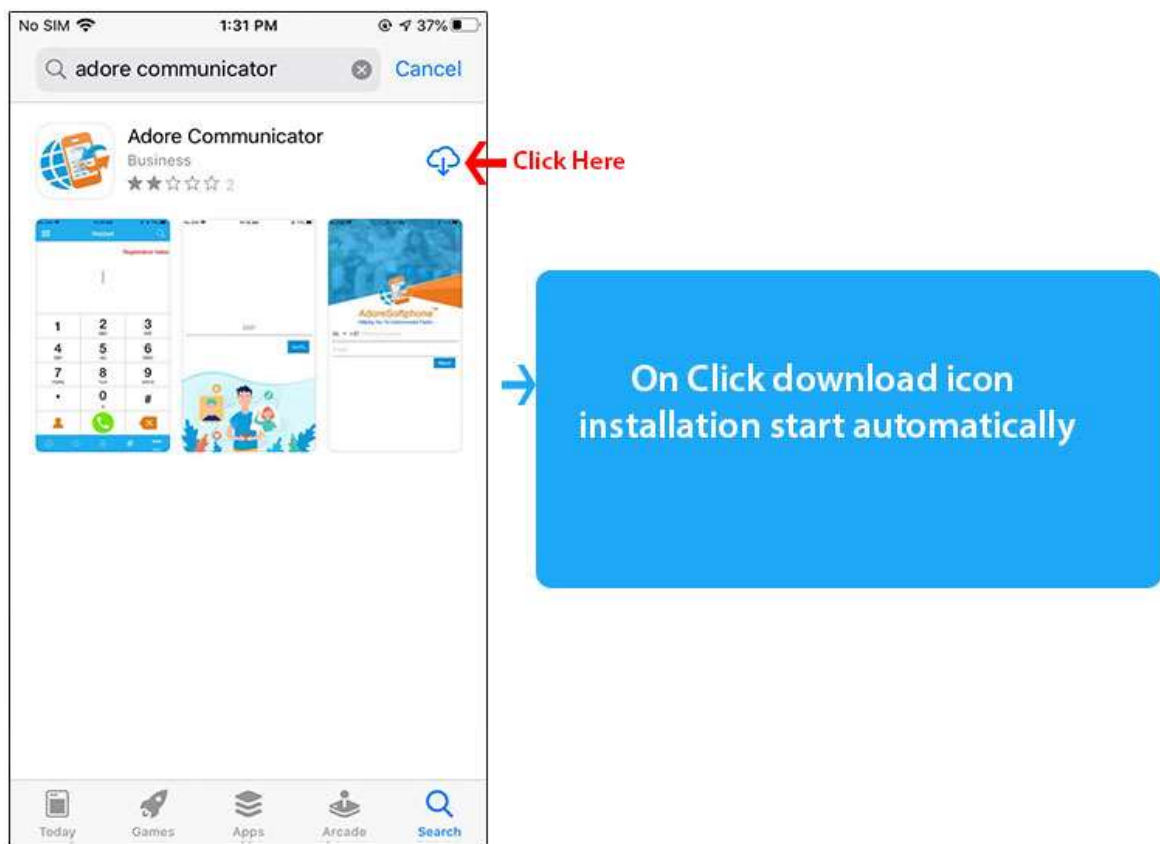 No SIM 1:31 PM 37%
adore communicator Cancel
Adore Communicator
Business
2
Click Here
AdoreSoftphone™
1 2 3
4 5 6
7 8 9
* 0 #
On Click download icon
installation start automatically
Today Games Apps Arcade Search